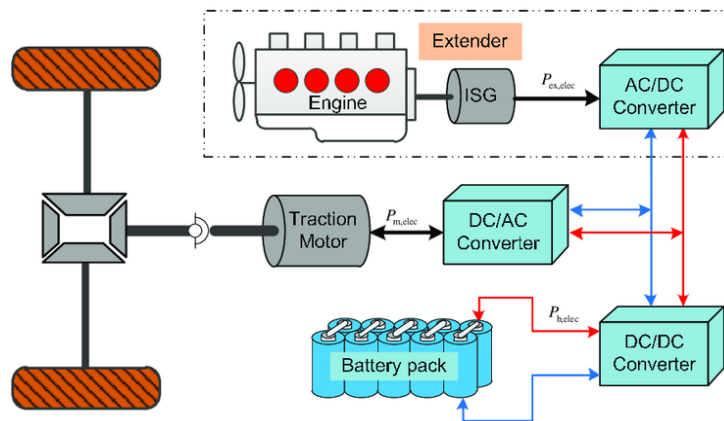 Extender
Engine
ISG
P_ex,elec
AC/DC
Converter
Traction
Motor
P_m,elec
DC/AC
Converter
P_b,elec
Battery pack
DC/DC
Converter